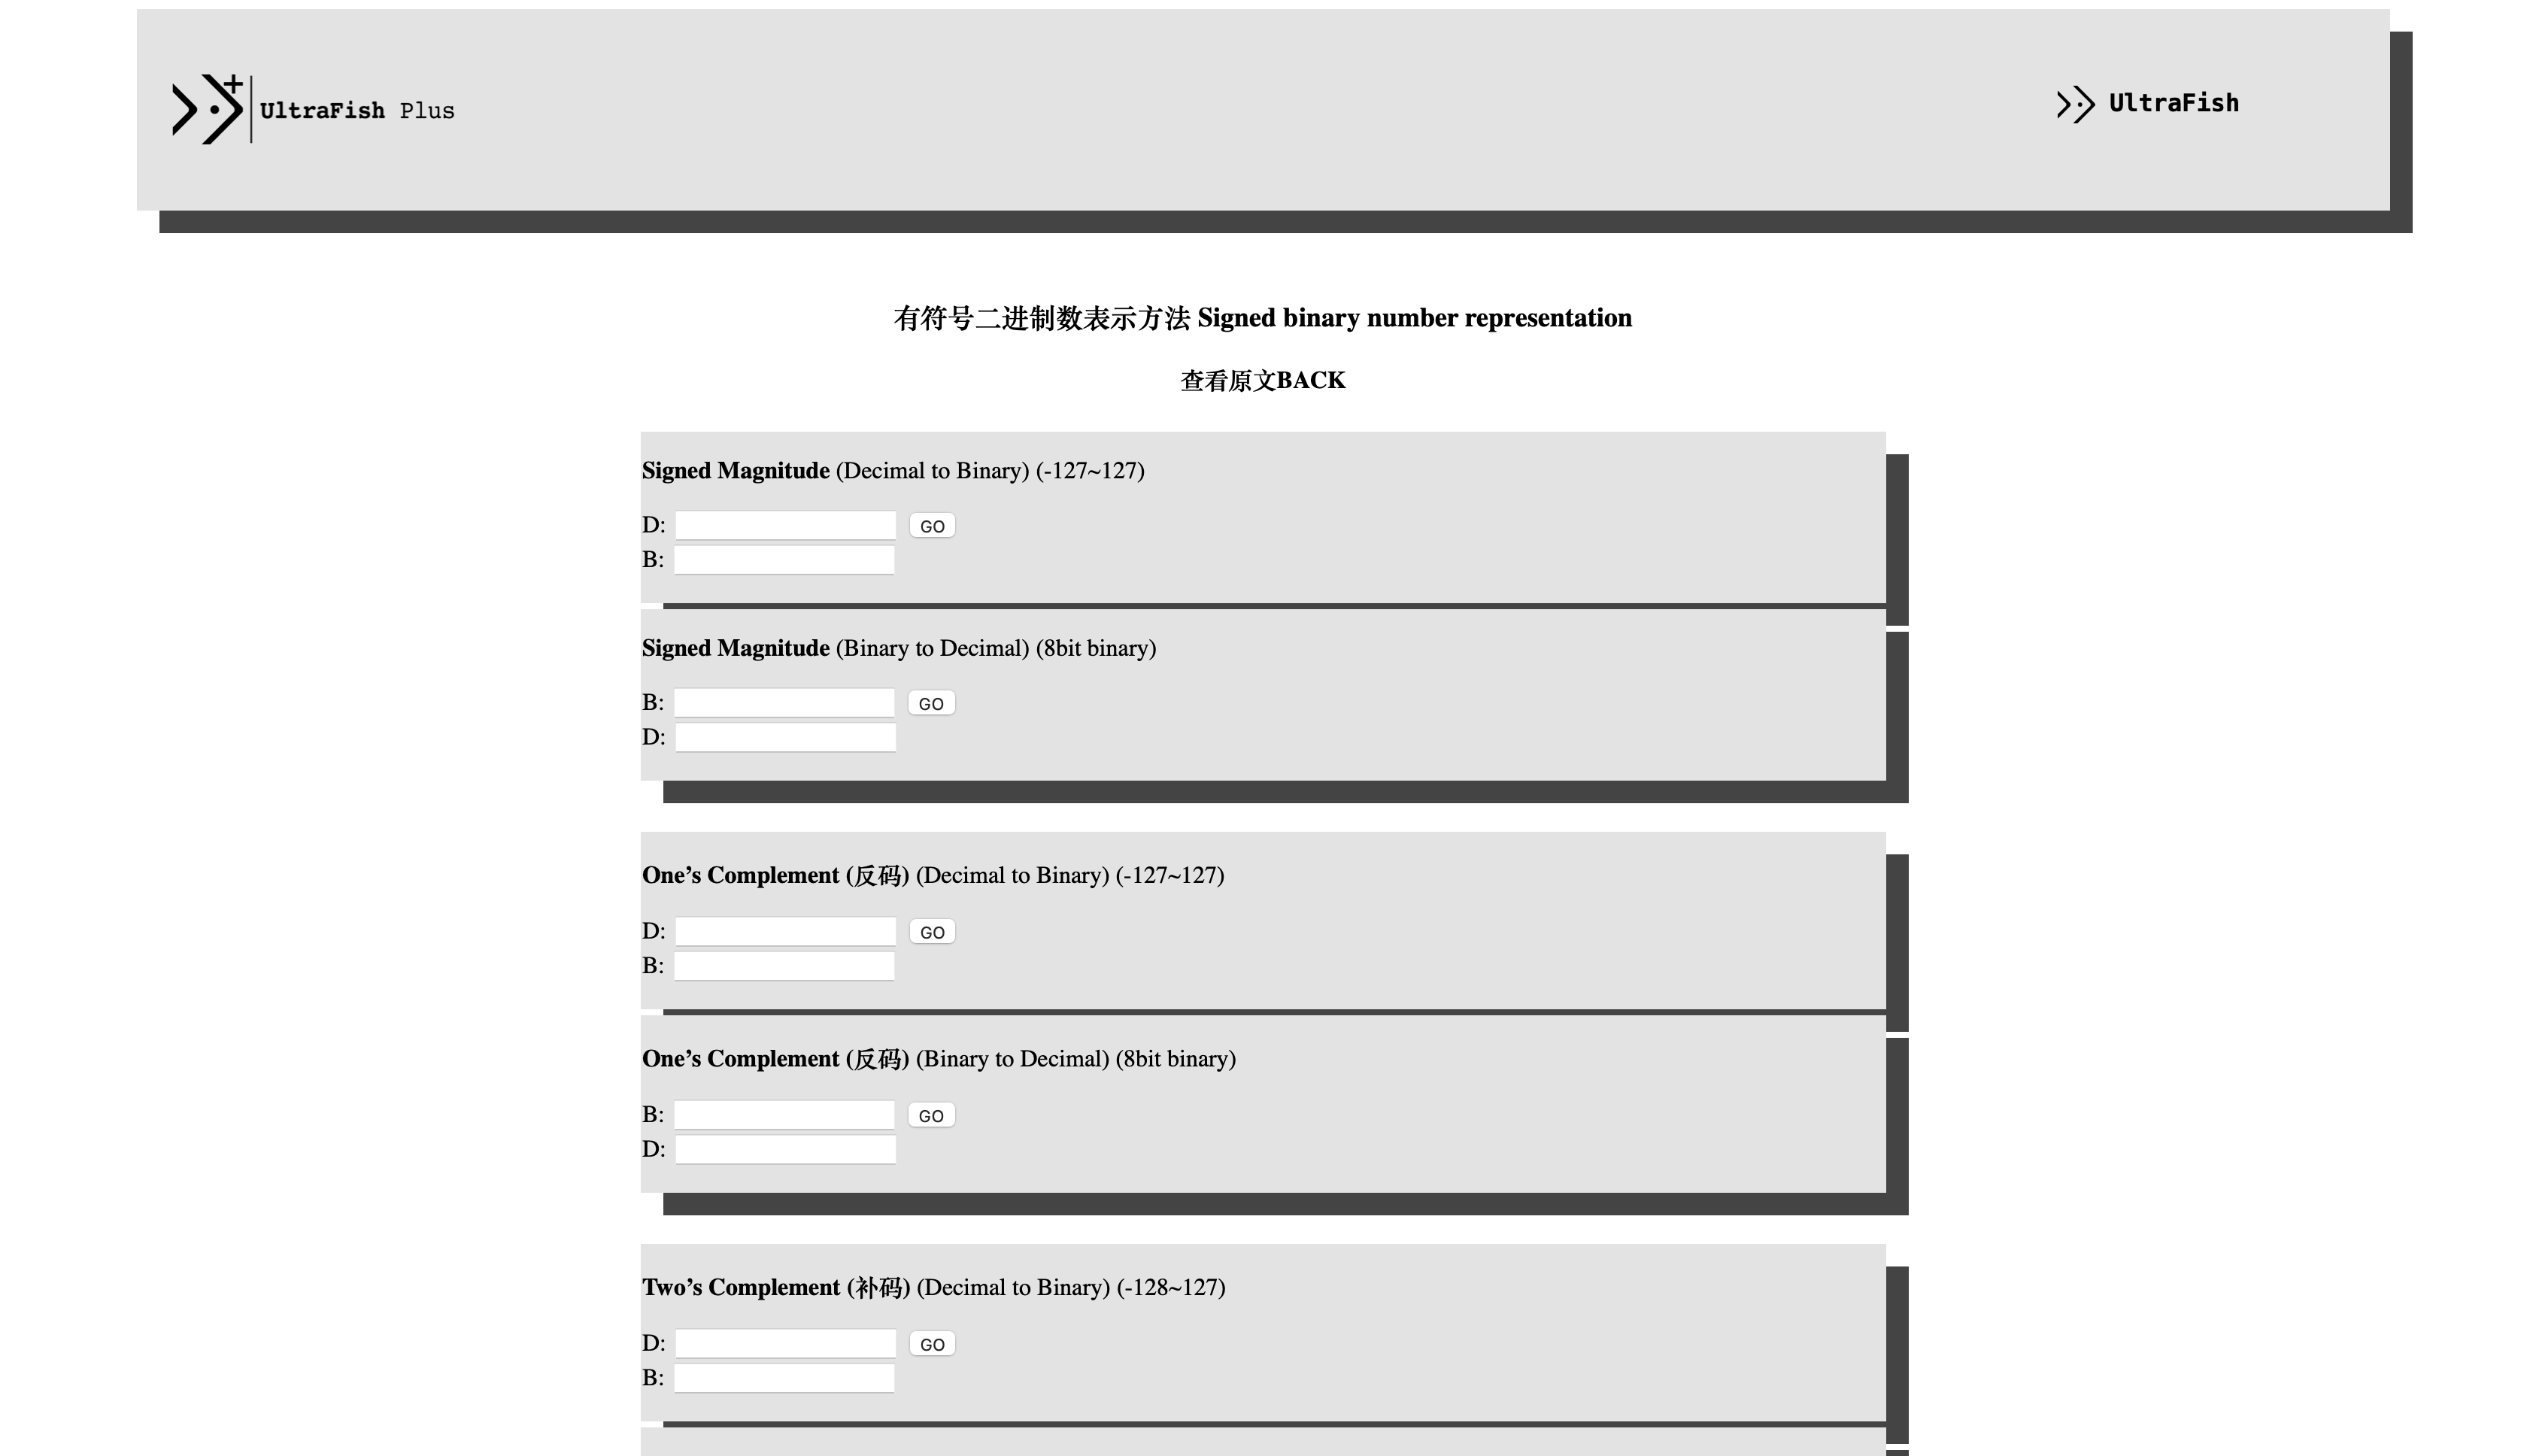 UltraFish Plus
UltraFish
有符号二进制数表示方法 Signed binary number representation
查看原文BACK
Signed Magnitude (Decimal to Binary) (-127~127)
D: GO
B:
Signed Magnitude (Binary to Decimal) (8bit binary)
B: GO
D:
One’s Complement (反码) (Decimal to Binary) (-127~127)
D: GO
B:
One’s Complement (反码) (Binary to Decimal) (8bit binary)
B: GO
D:
Two’s Complement (补码) (Decimal to Binary) (-128~127)
D: GO
B: